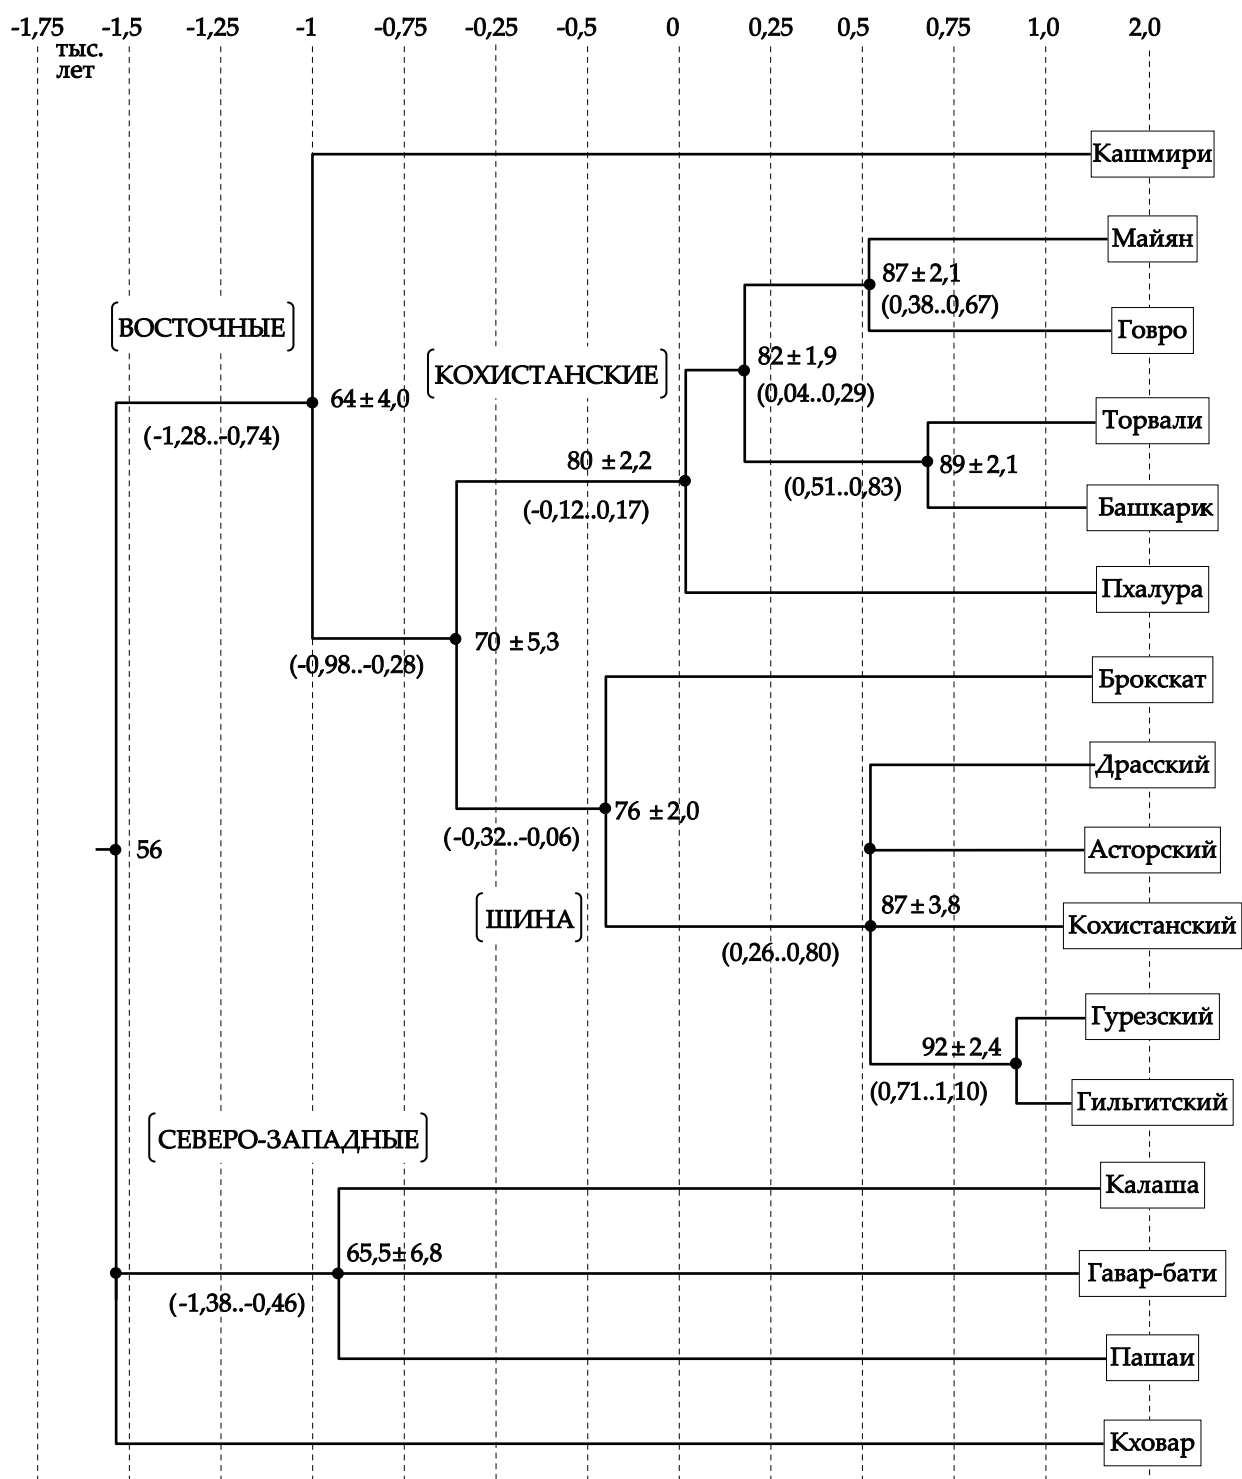 -1,75 -1,5 -1,25 -1 -0,75 -0,25 -0,5 0 0,25 0,5 0,75 1,0 2,0
тыс.
лет
Кашмири
Майян
87 ± 2,1
(0,38..0,67)
[ВОСТОЧНЫЕ]
Говро
82 ± 1,9
[КОХИСТАНСКИЕ]
(0,04..0,29)
64 ± 4,0
Торвали
(-1,28..-0,74)
80 ± 2,2
89 ± 2,1
(0,51..0,83)
(-0,12..0,17)
Башкарик
Пхалура
70 ± 5,3
(-0,98..-0,28)
Брокскат
Драсский
76 ± 2,0
(-0,32..-0,06)
56
Асторский
87 ± 3,8
[ШИНА]
Кохистанский
(0,26..0,80)
Гурезский
92 ± 2,4
(0,71..1,10)
Гильгитский
[СЕВЕРО-ЗАПАДНЫЕ]
Калаша
65,5 ± 6,8
Гавар-бати
(-1,38..-0,46)
Пашаи
Кховар